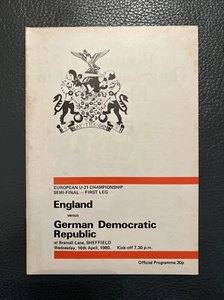 EUROPEAN U-21 CHAMPIONSHIP
SEMI-FINAL — FIRST LEG
England
versus
German Democratic
Republic
at Bramall Lane, SHEFFIELD
Wednesday, 16th April, 1980. Kick-off 7.30 p.m.
Official Programme 30p